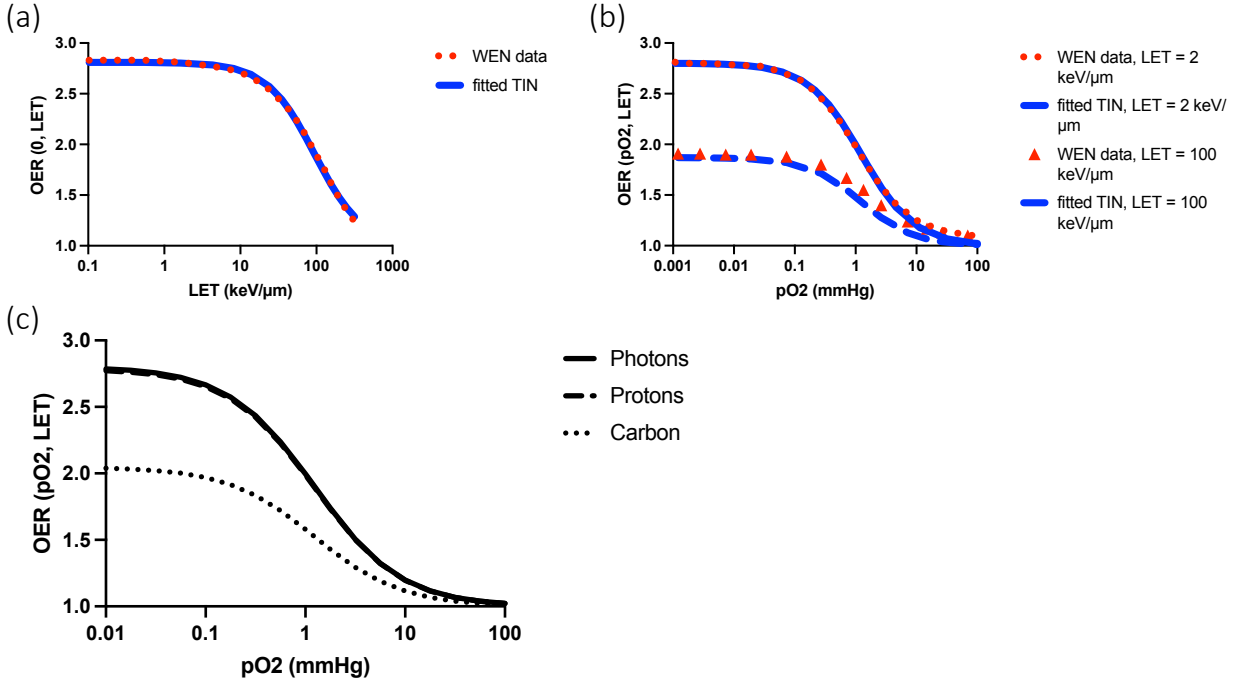 (a)
3.0
2.5
2.0
1.5
1.0
OER (0, LET)
0.1
1
10
100
1000
LET (keV/µm)
WEN data
fitted TIN
(b)
3.0
2.5
2.0
1.5
1.0
OER (pO2, LET)
0.001
0.01
0.1
1
10
100
pO2 (mmHg)
WEN data, LET = 2
keV/µm
fitted TIN, LET = 2 keV/
µm
WEN data, LET = 100
keV/µm
fitted TIN, LET = 100
keV/µm
(c)
3.0
2.5
2.0
1.5
1.0
OER (pO2, LET)
0.01
0.1
1
10
100
pO2 (mmHg)
Photons
Protons
Carbon